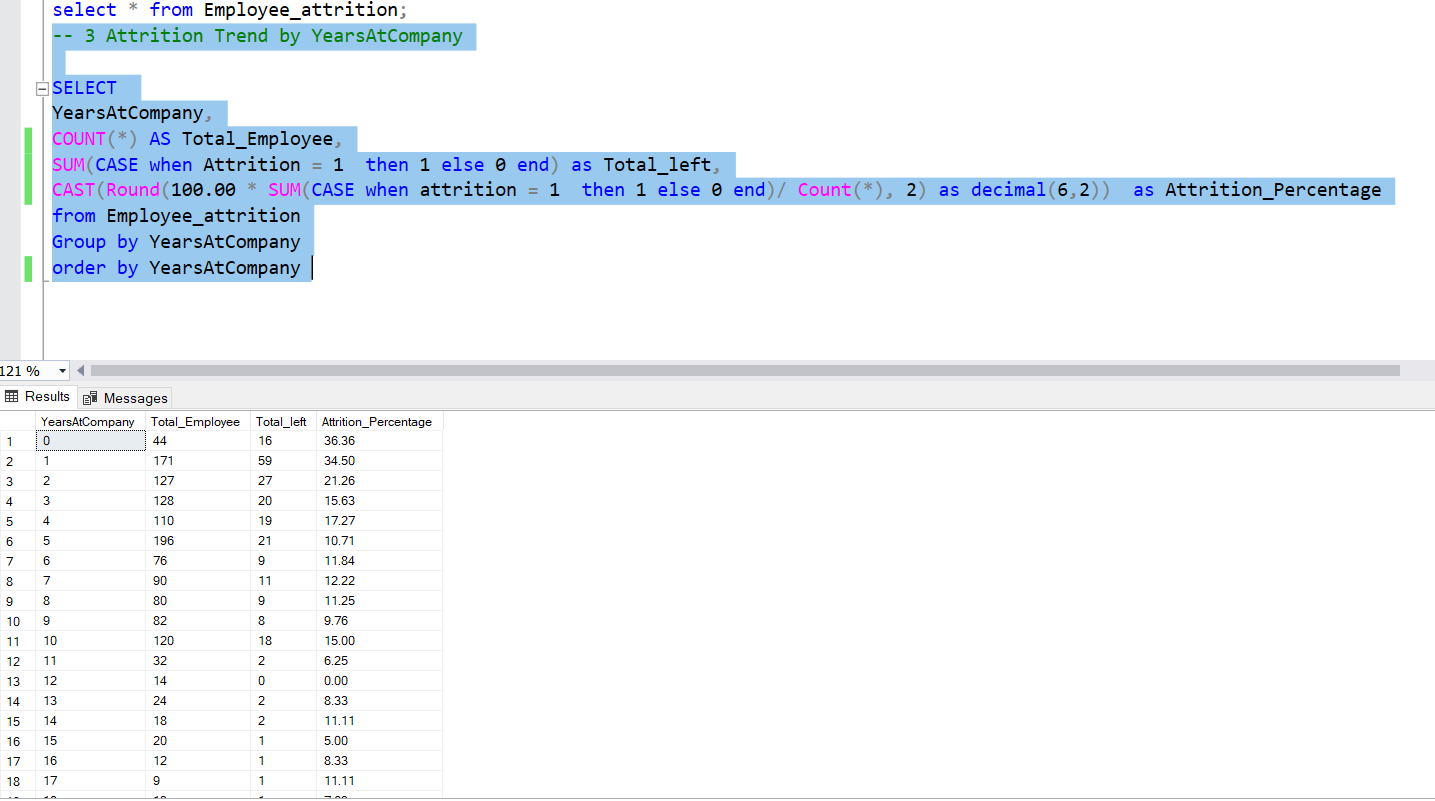 select * from Employee_attrition;
-- 3 Attrition Trend by YearsAtCompany
SELECT
YearsAtCompany,
COUNT(*) AS Total_Employee,
SUM(CASE when Attrition = 1  then 1 else 0 end) as Total_left,
CAST(Round(100.00 * SUM(CASE when attrition = 1  then 1 else 0 end)/ Count(*), 2) as decimal(6,2))  as Attrition_Percentage
from Employee_attrition
Group by YearsAtCompany
order by YearsAtCompany
121 %
Results Messages
YearsAtCompany Total_Employee Total_left Attrition_Percentage
1 0 44 16 36.36
2 1 171 59 34.50
3 2 127 27 21.26
4 3 128 20 15.63
5 4 110 19 17.27
6 5 196 21 10.71
7 6 76 9 11.84
8 7 90 11 12.22
9 8 80 9 11.25
10 9 82 8 9.76
11 10 120 18 15.00
12 11 32 2 6.25
13 12 14 0 0.00
14 13 24 2 8.33
15 14 18 2 11.11
16 15 20 1 5.00
17 16 12 1 8.33
18 17 9 1 11.11